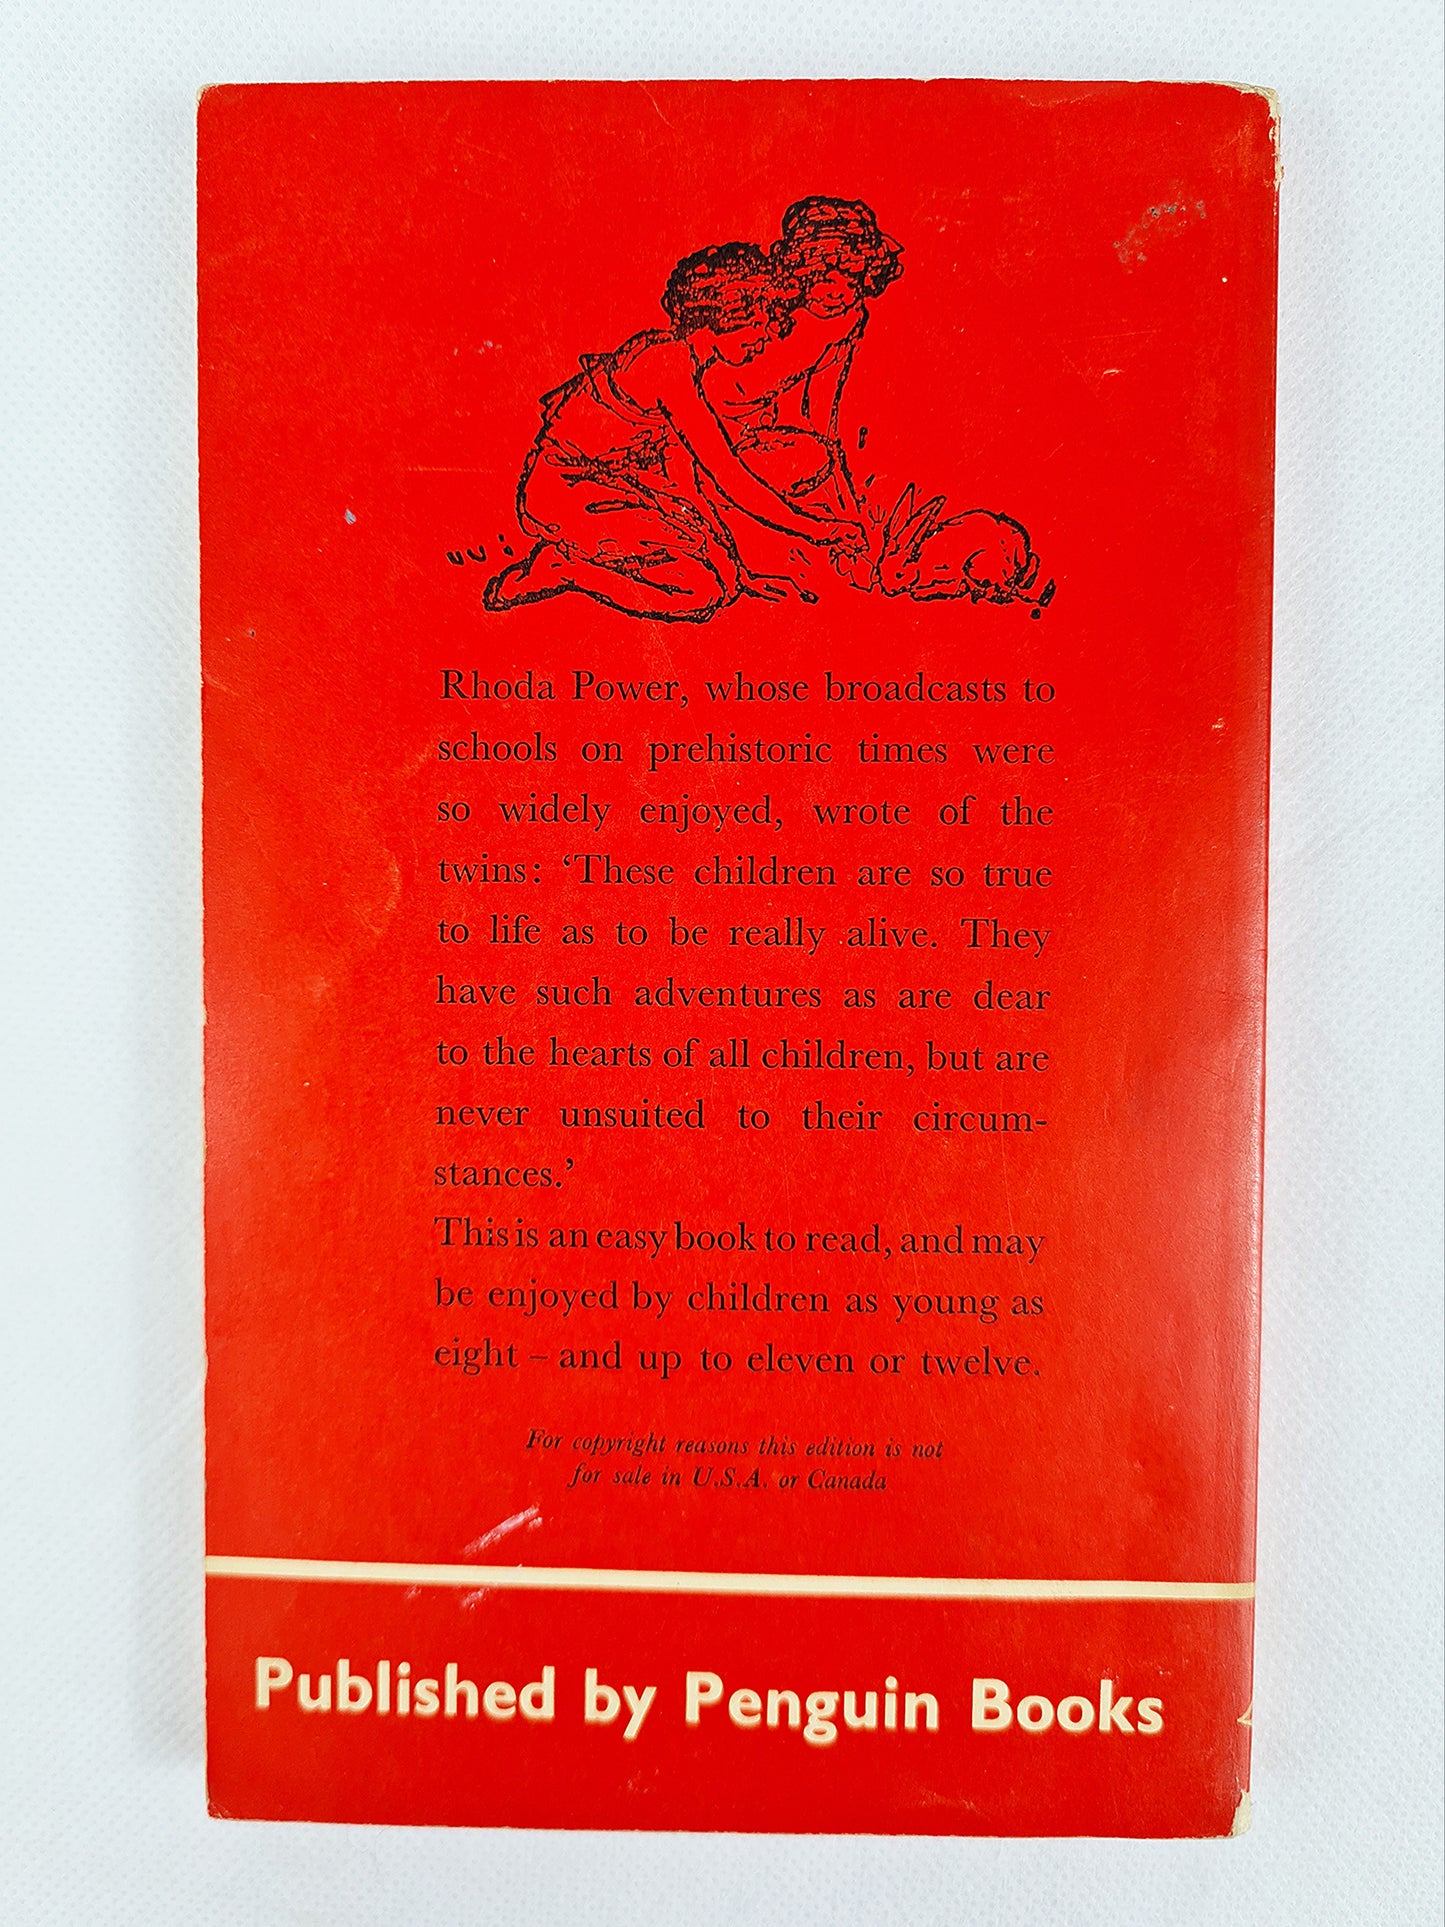 Rhoda Power, whose broadcasts to
schools on prehistoric times were
so widely enjoyed, wrote of the
twins: ‘These children are so true
to life as to be really alive. They
have such adventures as are dear
to the hearts of all children, but are
never unsuited to their circum-
stances.’
This is an easy book to read, and may
be enjoyed by children as young as
eight – and up to eleven or twelve.
For copyright reasons this edition is not
for sale in U.S.A. or Canada
Published by Penguin Books